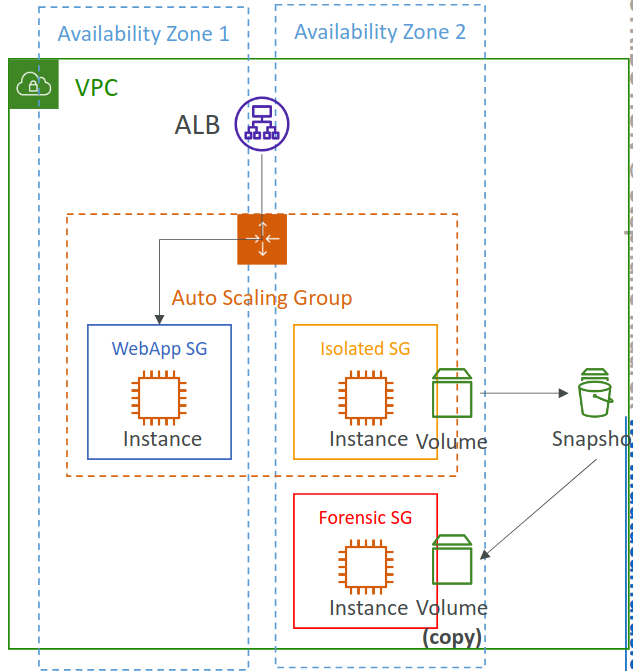 Availability Zone 1
Availability Zone 2
VPC
ALB
Auto Scaling Group
WebApp SG
Isolated SG
Instance
Instance
Volume
Snapsho
Forensic SG
Instance
Volume
(copy)